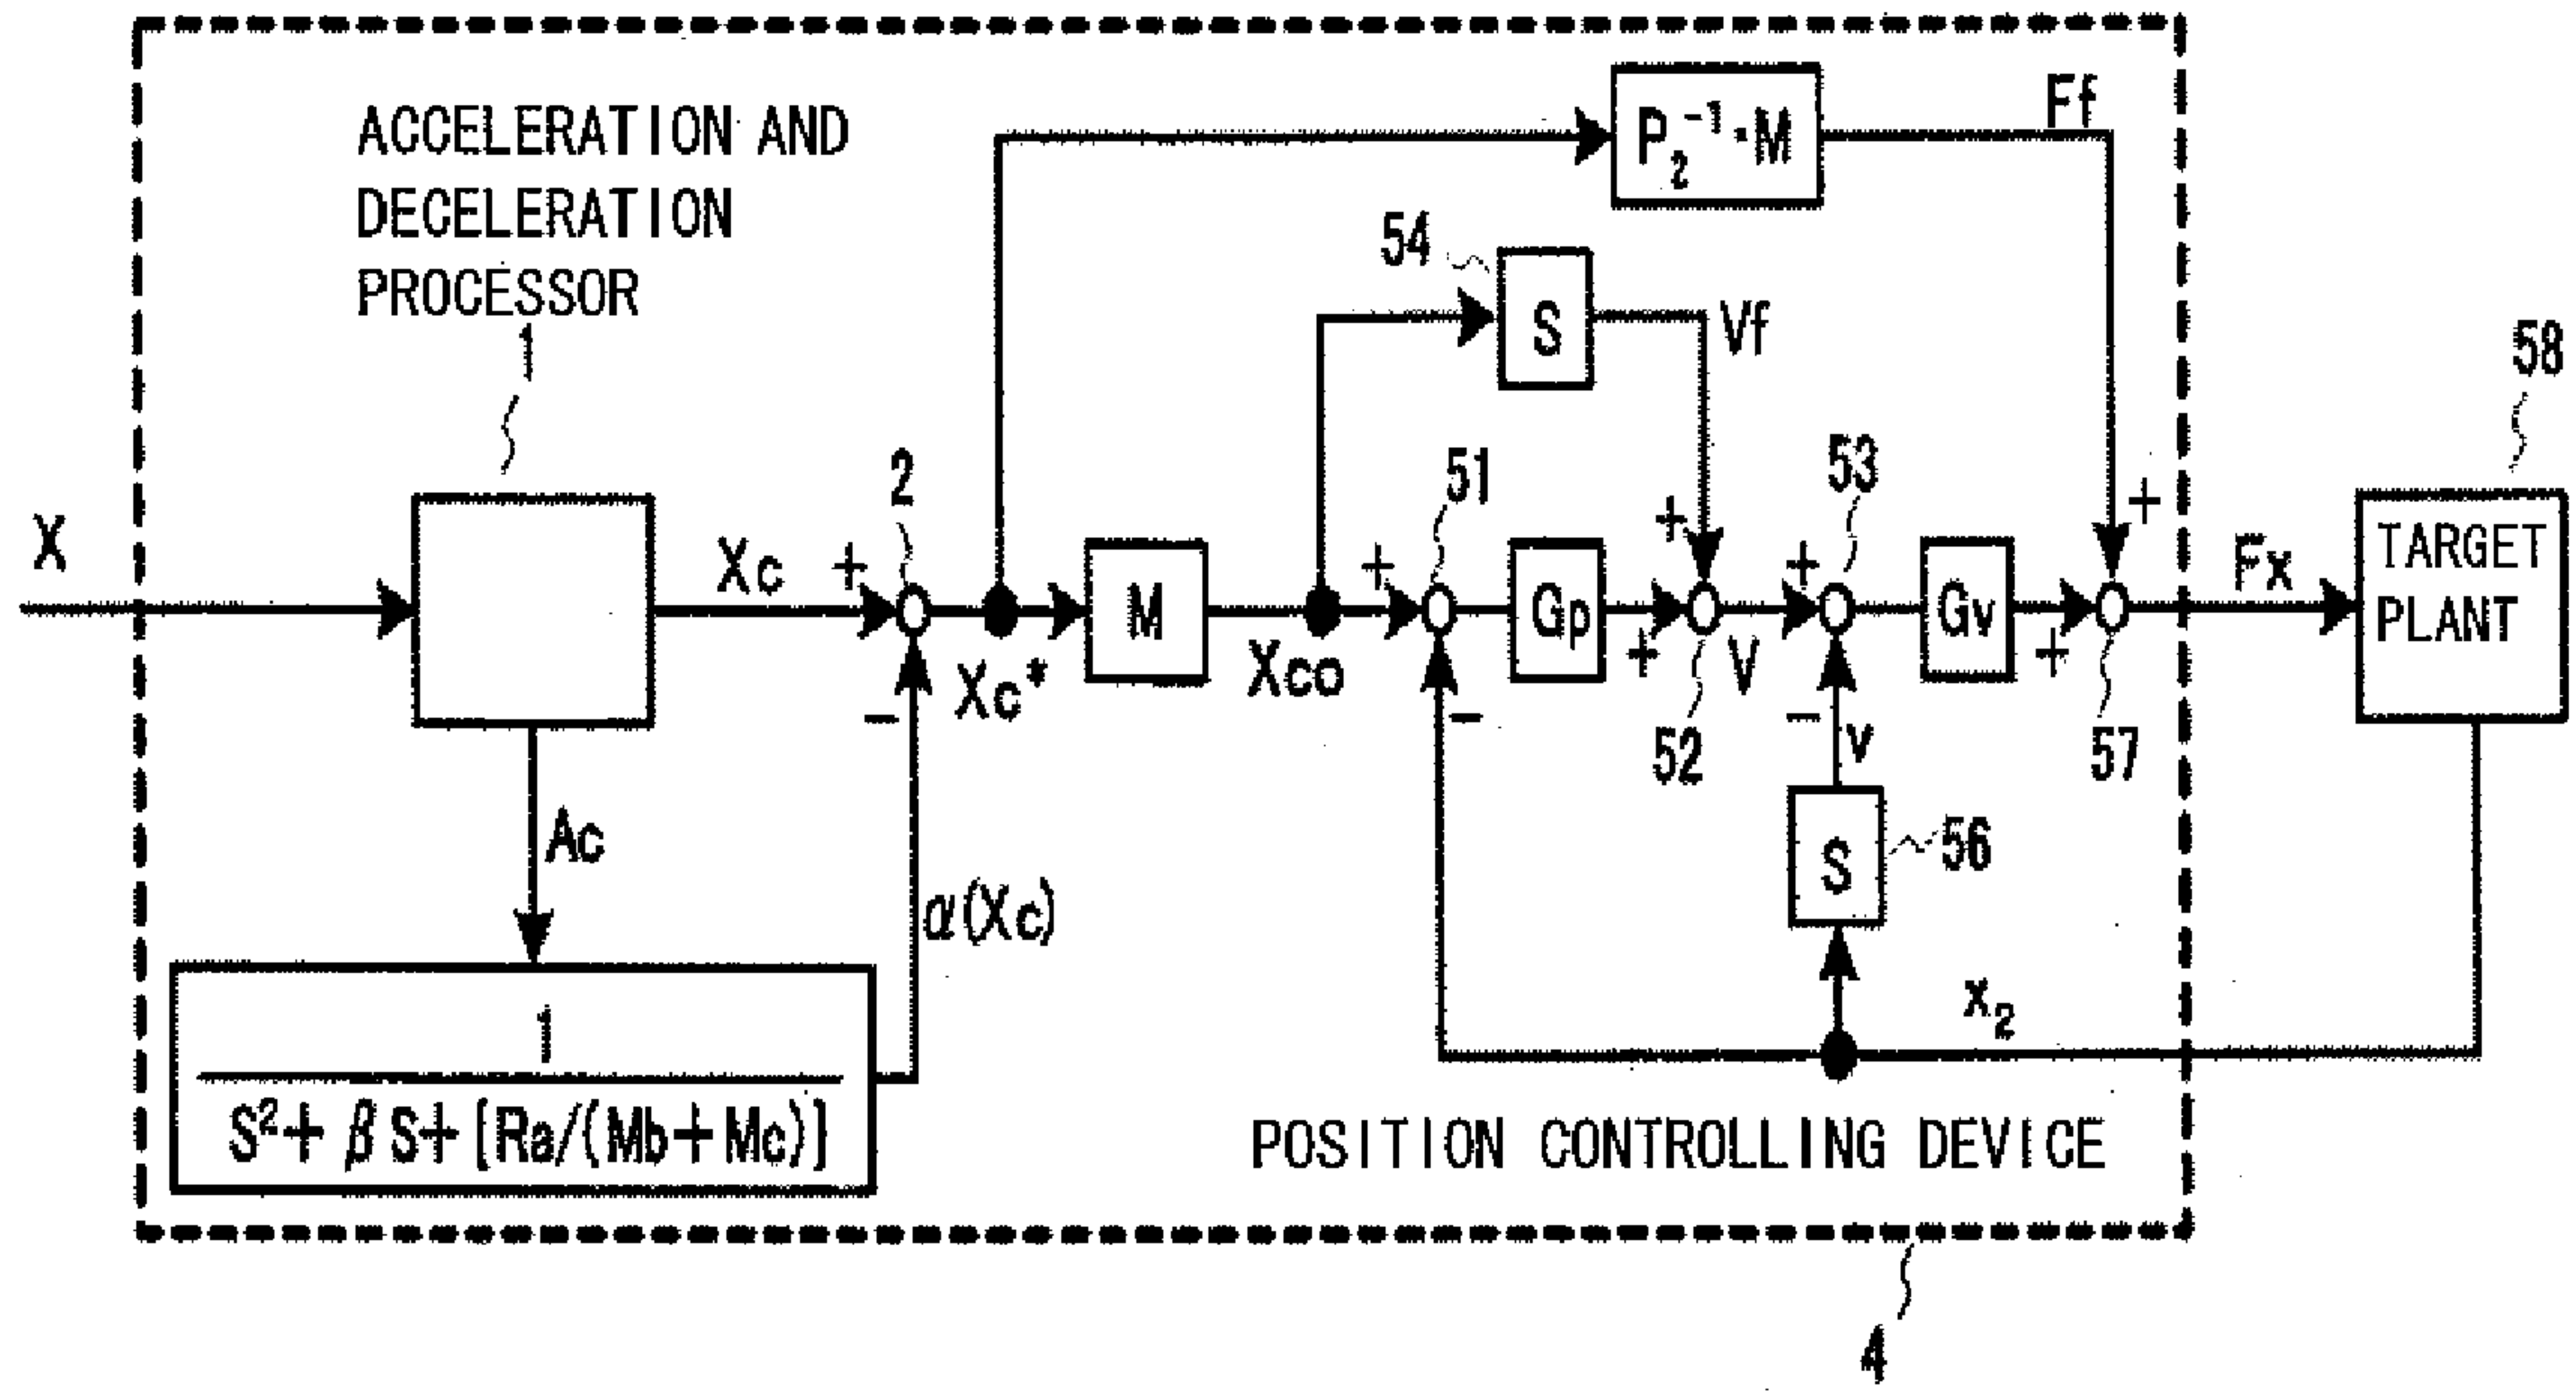 ACCELERATION AND
DECELERATION
PROCESSOR
1
P₂⁻¹·M
Ff
54
S
Vf
58
X
Xc
+
2
-
Xc*
M
Xco
+
51
-
Gp
+
+
52
V
+
53
-
v
Gv
+
+
57
Fx
TARGET
PLANT
Ac
α(Xc)
S
56
x₂
1
S²+βS+[Ra/(Mb+Mc)]
POSITION CONTROLLING DEVICE
4